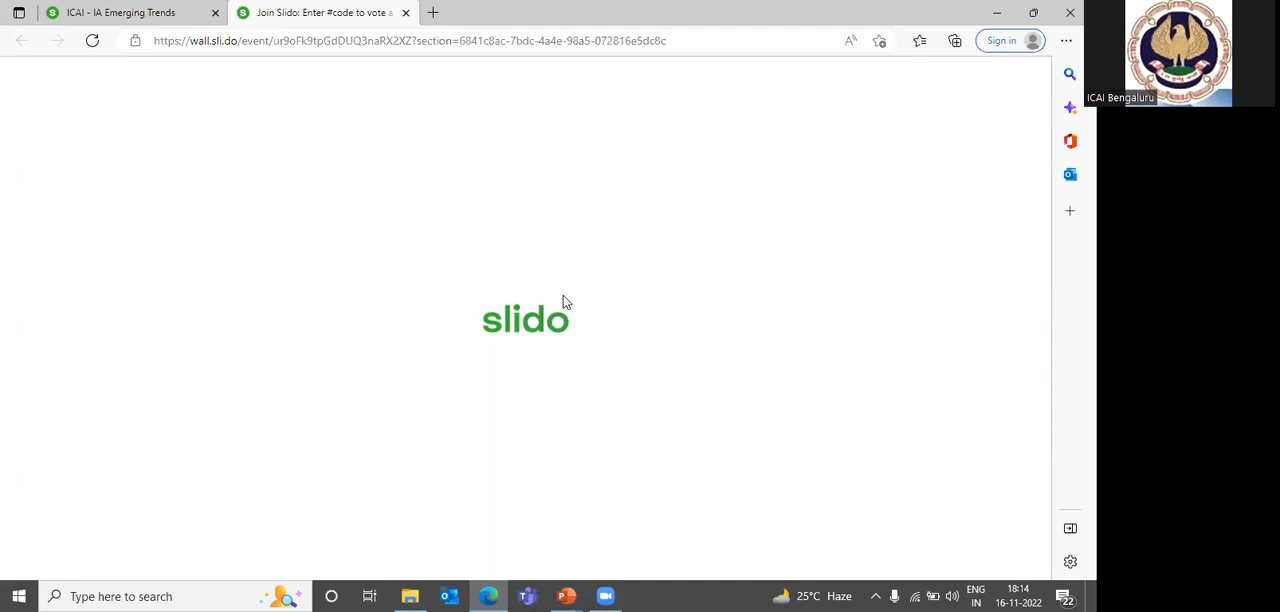 ICAI - IA Emerging Trends
Join Slido: Enter #code to vote a
https://wall.sli.do/event/ur9oFk9tpGdDUQ3naRX2XZ?section=6841c8ac-7bdc-4a4e-98a5-072816e5dc8c
Sign in
ICAI Bengaluru
slido
Type here to search
25°C Haze
ENG
IN
18:14
16-11-2022
22